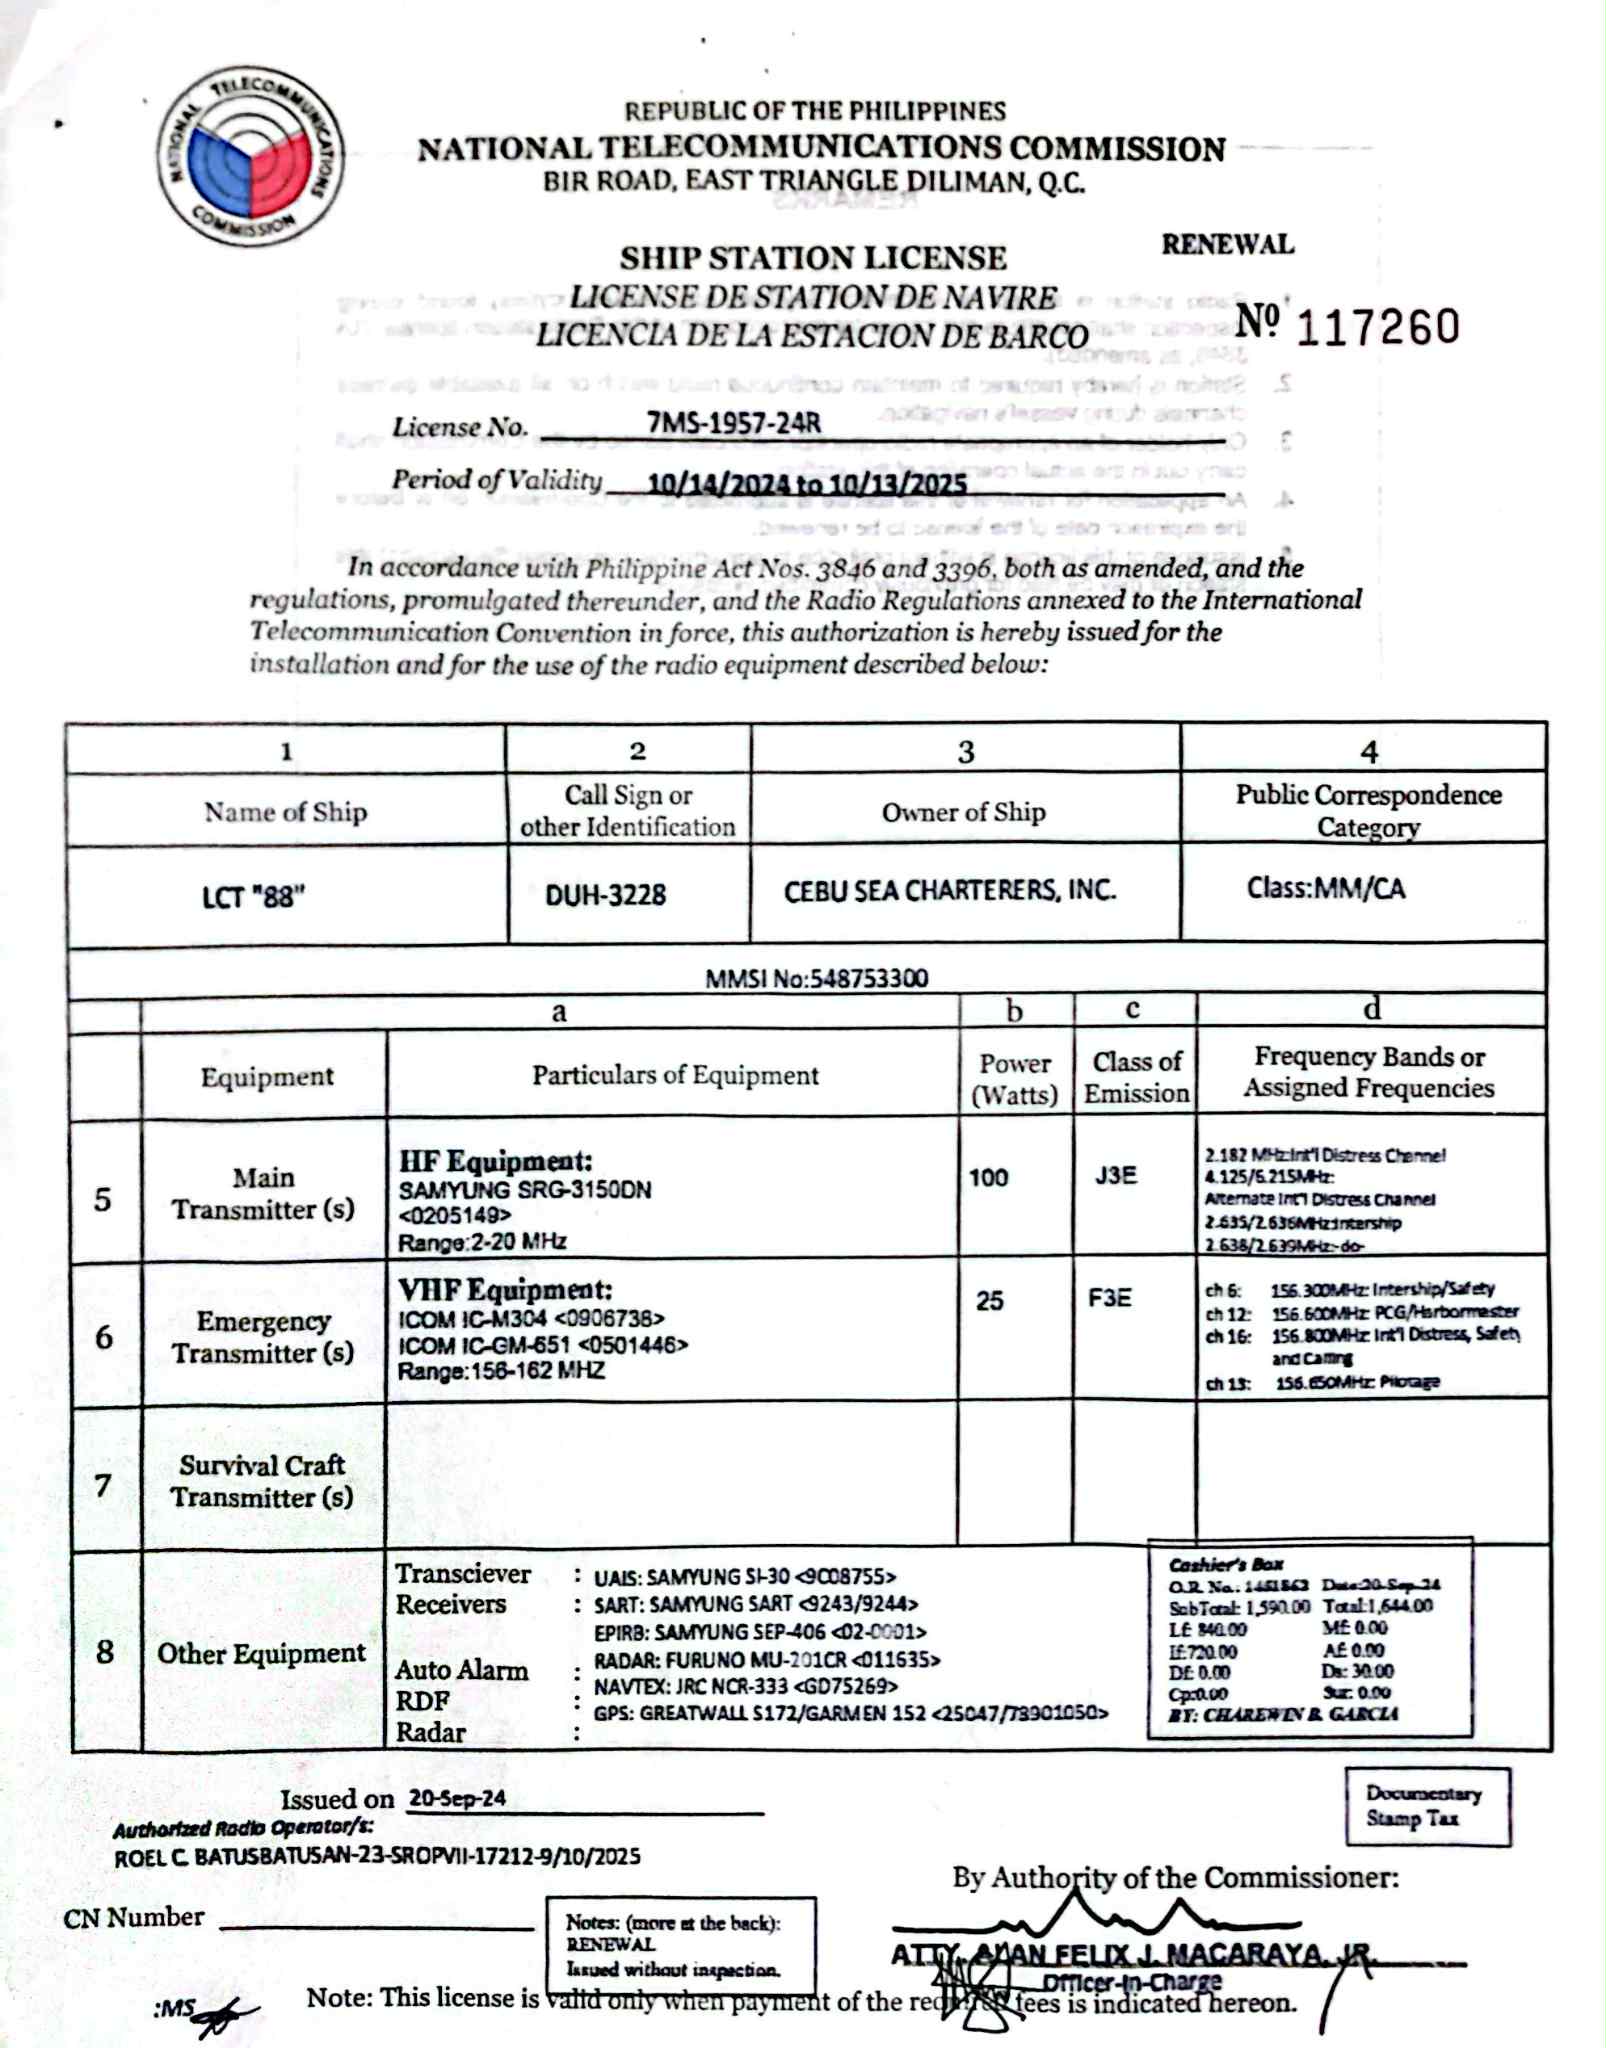 NATIONAL TELECOMMUNICATIONS COMMISSION
REPUBLIC OF THE PHILIPPINES
NATIONAL TELECOMMUNICATIONS COMMISSION
BIR ROAD, EAST TRIANGLE DILIMAN, Q.C.
SHIP STATION LICENSE
RENEWAL
LICENSE DE STATION DE NAVIRE
LICENCIA DE LA ESTACION DE BARCO
Nº 117260
License No. 7MS-1957-24R
Period of Validity 10/14/2024 to 10/13/2025
In accordance with Philippine Act Nos. 3846 and 3396, both as amended, and the
regulations, promulgated thereunder, and the Radio Regulations annexed to the International
Telecommunication Convention in force, this authorization is hereby issued for the
installation and for the use of the radio equipment described below:
1 2 3 4
Name of Ship
Call Sign or
other Identification
Owner of Ship
Public Correspondence
Category
LCT "88" DUH-3228 CEBU SEA CHARTERERS, INC. Class:MM/CA
MMSI No:548753300
a b c d
Equipment
Particulars of Equipment
Power
(Watts)
Class of
Emission
Frequency Bands or
Assigned Frequencies
5
Main
Transmitter (s)
HF Equipment:
SAMYUNG SRG-3150DN
<0205149>
Range:2-20 MHz
100
J3E
2.182 MHz:Int'l Distress Channel
4.125/6.215MHz:
Alternate Int'l Distress Channel
2.635/2.636MHz:Intership
2.638/2.639MHz:-do-
6
Emergency
Transmitter (s)
VHF Equipment:
ICOM IC-M304 <0906738>
ICOM IC-GM-651 <0501446>
Range:156-162 MHZ
25
F3E
ch 6: 156.300MHz: Intership/Safety
ch 12: 156.600MHz: PCG/Harbormaster
ch 16: 156.800MHz: Int'l Distress, Safety
and Calling
ch 13: 156.650MHz: Pilotage
7
Survival Craft
Transmitter (s)
8
Other Equipment
Transciever : UAIS: SAMYUNG SI-30 <9C08755>
Receivers : SART: SAMYUNG SART <9243/9244>
EPIRB: SAMYUNG SEP-406 <02-0001>
Auto Alarm : RADAR: FURUNO MU-201CR <011635>
RDF : NAVTEX: JRC NCR-333 <GD75269>
Radar : GPS: GREATWALL S172/GARMEN 152 <25047/78901050>
Cashier's Box
O.R. No.: 1451863 Date:20-Sep-24
SubTotal: 1,590.00 Total:1,644.00
Lf: 840.00 Mf: 0.00
If:720.00 Af: 0.00
Df: 0.00 Ds: 30.00
Cp:0.00 Sur: 0.00
BY: CHAREWIN B. GARCIA
Issued on 20-Sep-24
Documentary
Stamp Tax
Authorized Radio Operator/s:
ROEL C. BATUSBATUSAN-23-SROPVII-17212-9/10/2025
By Authority of the Commissioner:
CN Number
Notes: (more at the back):
RENEWAL
Issued without inspection.
ATTY. ALAN FELIX J. MACARAYA, JR.
Officer-In-Charge
:MS
Note: This license is valid only when payment of the required fees is indicated hereon.